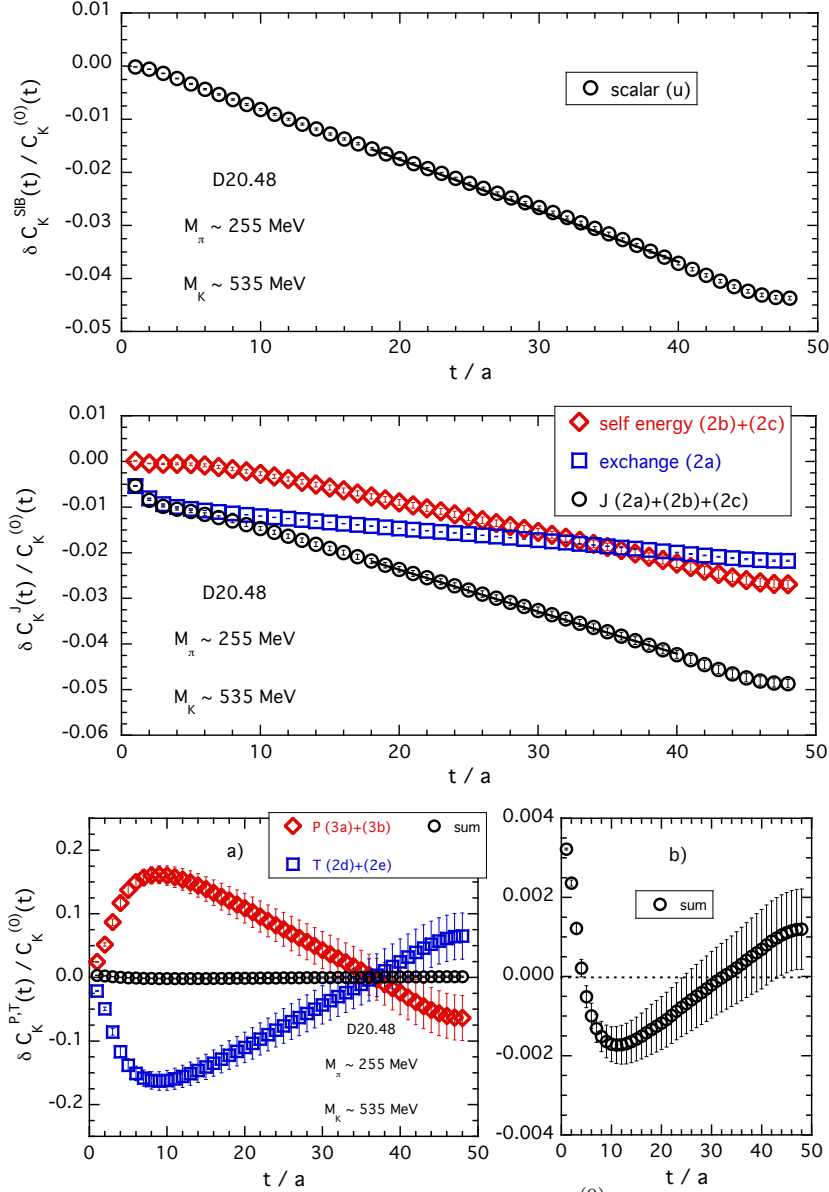 0.01
0.00
-0.01
-0.02
-0.03
-0.04
-0.05
δ C_K^SIB(t) / C_K^(0)(t)
scalar (u)
D20.48
M_π ~ 255 MeV
M_K ~ 535 MeV
0 10 20 30 40 50
t / a
0.01
0.00
-0.01
-0.02
-0.03
-0.04
-0.05
-0.06
δ C_K^J(t) / C_K^(0)(t)
self energy (2b)+(2c)
exchange (2a)
J (2a)+(2b)+(2c)
D20.48
M_π ~ 255 MeV
M_K ~ 535 MeV
0 10 20 30 40 50
t / a
0.2
0.1
0.0
-0.1
-0.2
δ C_K^P,T(t) / C_K^(0)(t)
a)
P (3a)+(3b) sum
T (2d)+(2e)
D20.48
M_π ~ 255 MeV
M_K ~ 535 MeV
0 10 20 30 40 50
t / a
0.004
0.002
0.000
-0.002
-0.004
b)
sum
0 10 20 30 40 50
t / a